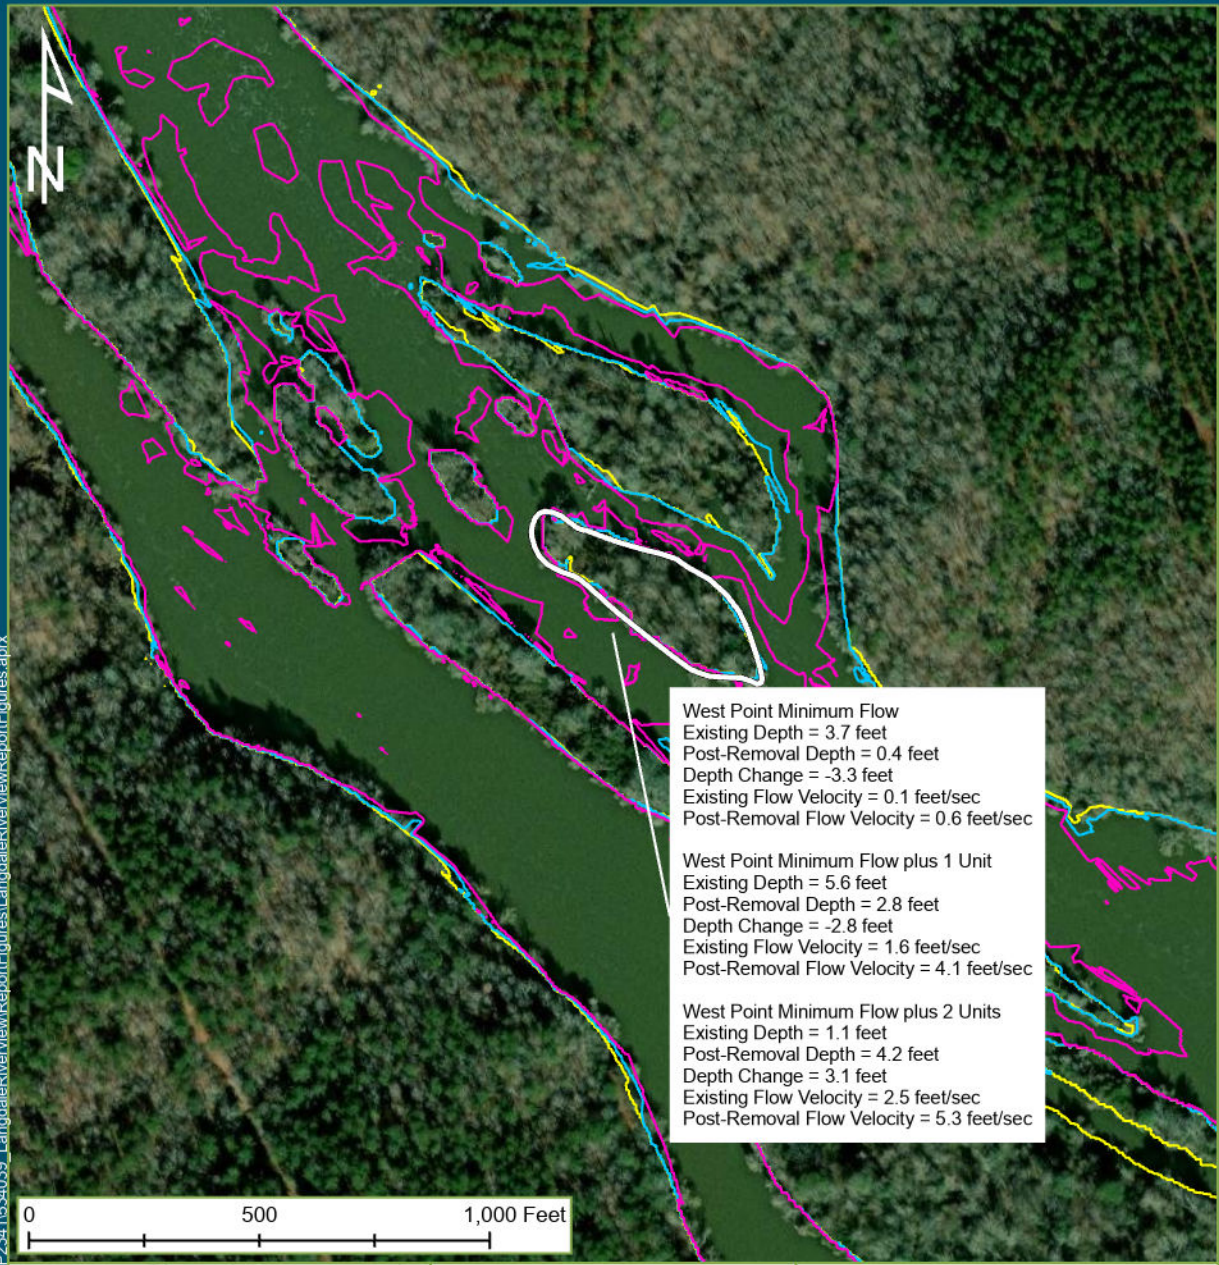 N
West Point Minimum Flow
Existing Depth = 3.7 feet
Post-Removal Depth = 0.4 feet
Depth Change = -3.3 feet
Existing Flow Velocity = 0.1 feet/sec
Post-Removal Flow Velocity = 0.6 feet/sec
West Point Minimum Flow plus 1 Unit
Existing Depth = 5.6 feet
Post-Removal Depth = 2.8 feet
Depth Change = -2.8 feet
Existing Flow Velocity = 1.6 feet/sec
Post-Removal Flow Velocity = 4.1 feet/sec
West Point Minimum Flow plus 2 Units
Existing Depth = 1.1 feet
Post-Removal Depth = 4.2 feet
Depth Change = 3.1 feet
Existing Flow Velocity = 2.5 feet/sec
Post-Removal Flow Velocity = 5.3 feet/sec
0 500 1,000 Feet